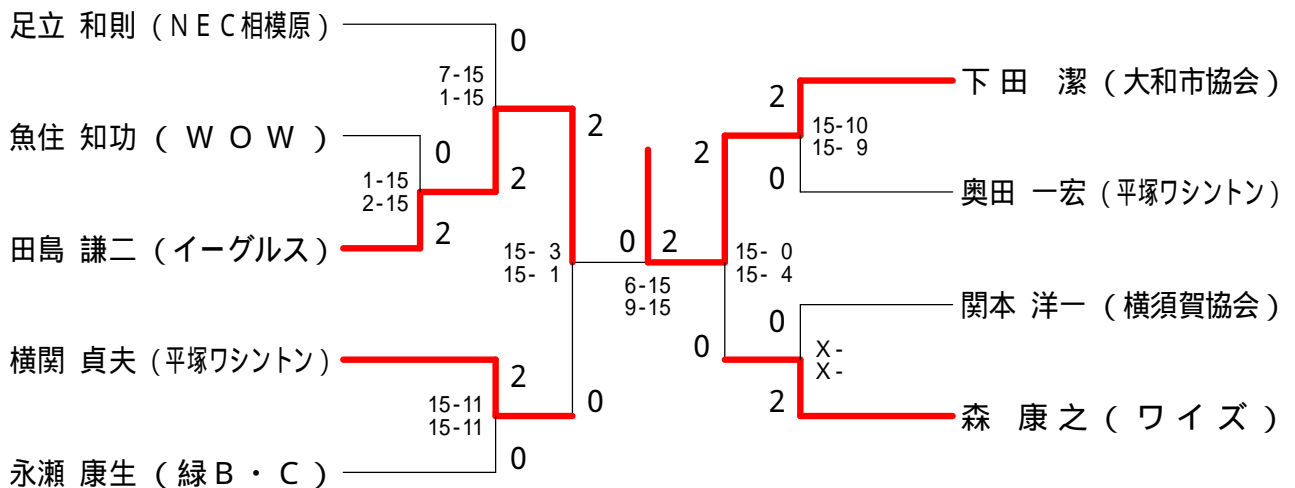 足立 和則 (ＮＥＣ相模原)
0
7-15
1-15
魚住 知功 ( Ｗ Ｏ Ｗ )
0
2
2
1-15
2-15
田島 謙二 (イーグルス)
2
15- 3
15- 1
0
2
6-15
9-15
横関 貞夫 (平塚ワシントン)
2
0
15-11
15-11
永瀬 康生 (緑Ｂ・Ｃ)
0
下田 潔 (大和市協会)
2
15-10
15- 9
2
0
奥田 一宏 (平塚ワシントン)
15- 0
15- 4
関本 洋一 (横須賀協会)
0
0
X -
X -
2
森 康之 (ワイズ)